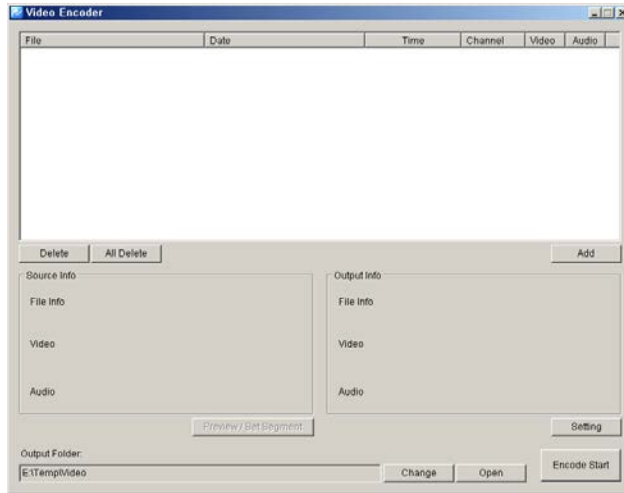 Video Encoder
File Date Time Channel Video Audio
Delete All Delete Add
Source Info Output Info
File Info File Info
Video Video
Audio Audio
Preview / Set Segment Setting
Output Folder:
E:\Temp\Video Change Open Encode Start